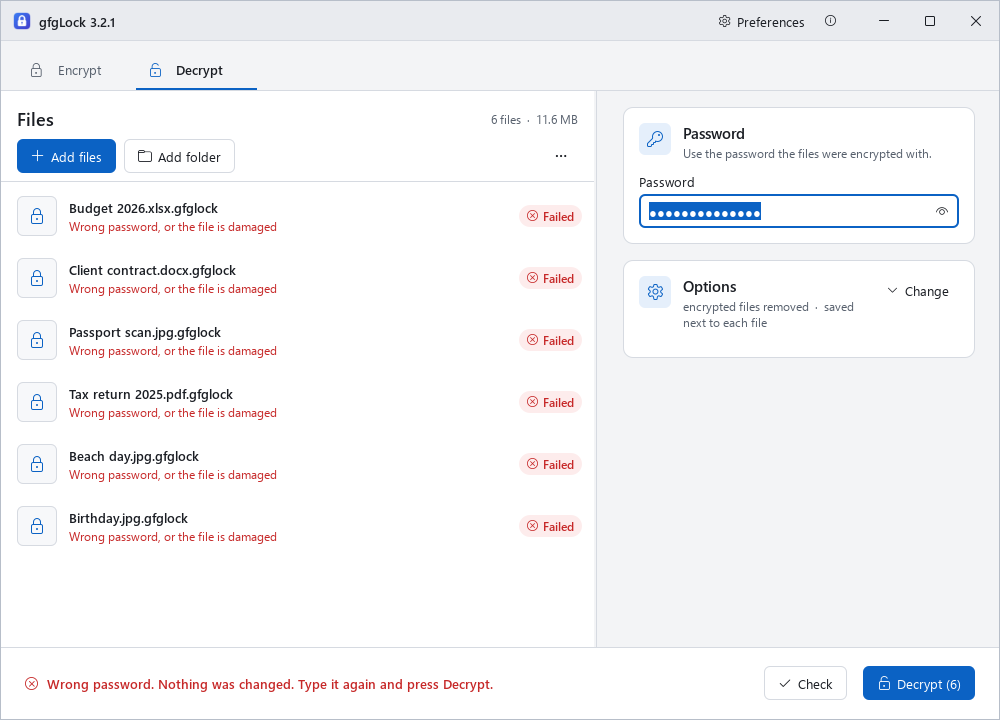 gfgLock 3.2.1
Preferences
Encrypt
Decrypt
Files
6 files · 11.6 MB
Add files
Add folder
Budget 2026.xlsx.gfglock
Wrong password, or the file is damaged
Failed
Client contract.docx.gfglock
Wrong password, or the file is damaged
Failed
Passport scan.jpg.gfglock
Wrong password, or the file is damaged
Failed
Tax return 2025.pdf.gfglock
Wrong password, or the file is damaged
Failed
Beach day.jpg.gfglock
Wrong password, or the file is damaged
Failed
Birthday.jpg.gfglock
Wrong password, or the file is damaged
Failed
Password
Use the password the files were encrypted with.
Password
Options
encrypted files removed · saved
next to each file
Change
Wrong password. Nothing was changed. Type it again and press Decrypt.
Check
Decrypt (6)